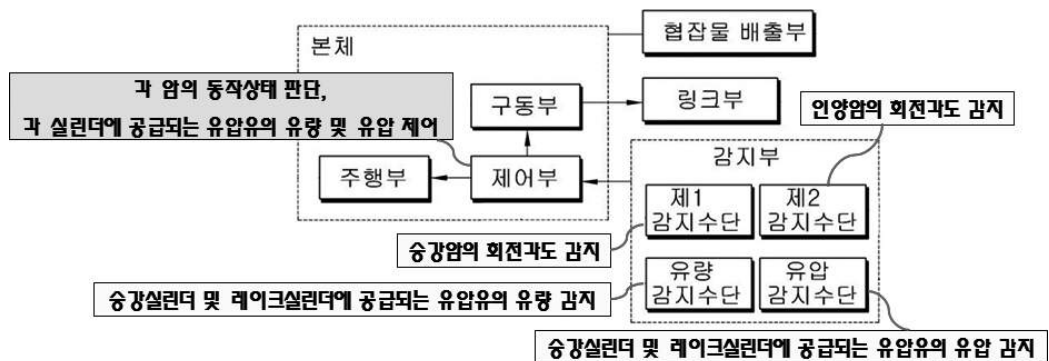 협잡물 배출부
본체
각 암의 동작상태 판단,
각 실린더에 공급되는 유압유의 유량 및 유압 제어
구동부
링크부
인양암의 회전각도 감지
감지부
주행부
제어부
제1
감지수단
제2
감지수단
승강암의 회전각도 감지
유량
감지수단
유압
감지수단
승강실린더 및 레이크실린더에 공급되는 유압유의 유량 감지
승강실린더 및 레이크실린더에 공급되는 유압유의 유압 감지